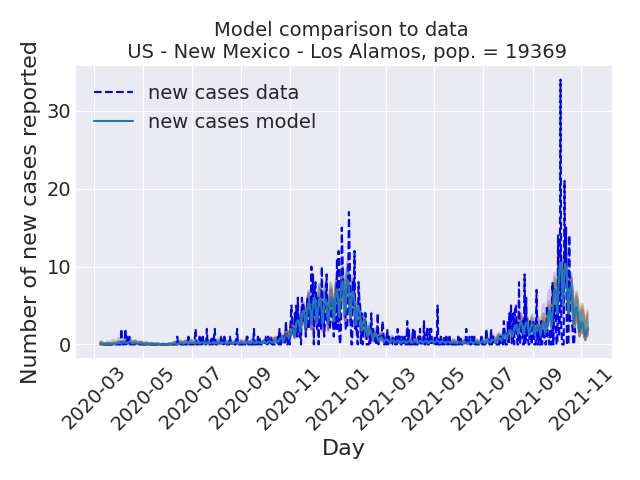 Model comparison to data
US - New Mexico - Los Alamos, pop. = 19369
Number of new cases reported
new cases data
new cases model
30
20
10
0
2020-03
2020-05
2020-07
2020-09
2020-11
2021-01
2021-03
2021-05
2021-07
2021-09
2021-11
Day